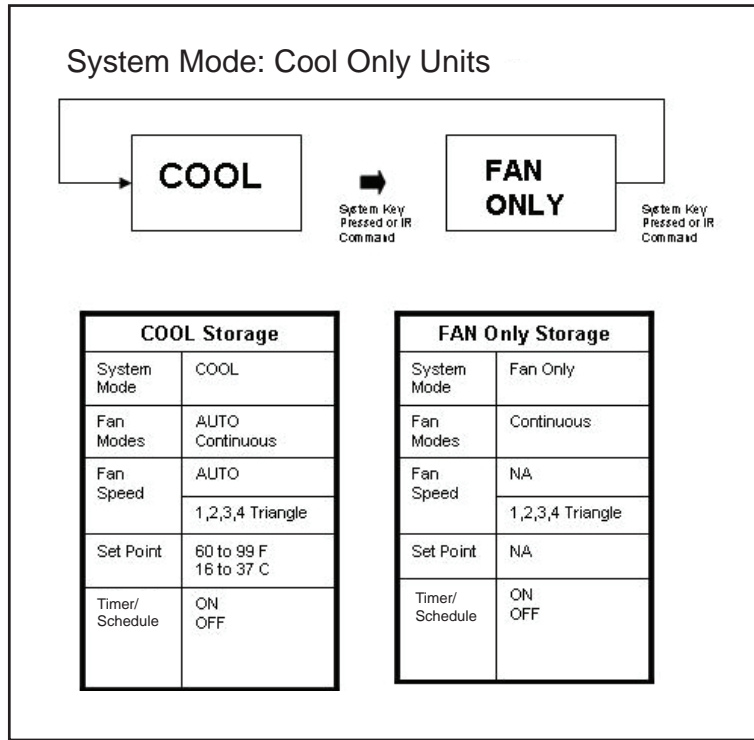 System Mode: Cool Only Units
COOL
System Key
Pressed or IR
Command
FAN
ONLY
System Key
Pressed or IR
Command
COOL Storage
System
Mode
COOL
Fan
Modes
AUTO
Continuous
Fan
Speed
AUTO
1,2,3,4 Triangle
Set Point
60 to 99 F
16 to 37 C
Timer/
Schedule
ON
OFF
FAN Only Storage
System
Mode
Fan Only
Fan
Modes
Continuous
Fan
Speed
NA
1,2,3,4 Triangle
Set Point
NA
Timer/
Schedule
ON
OFF